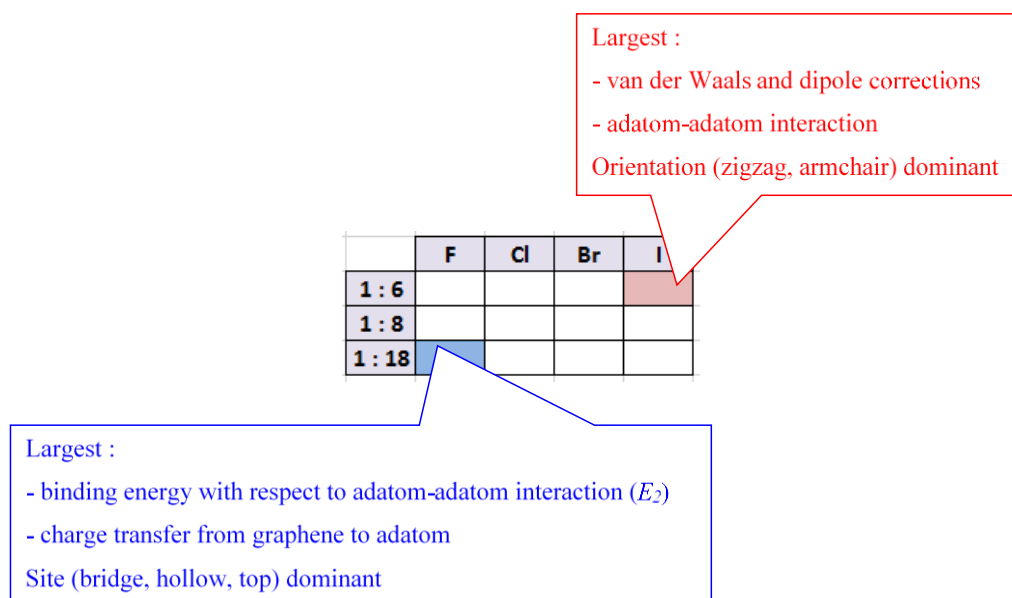 Largest :
- van der Waals and dipole corrections
- adatom-adatom interaction
Orientation (zigzag, armchair) dominant
F Cl Br I
1 : 6
1 : 8
1 : 18
Largest :
- binding energy with respect to adatom-adatom interaction (E₂)
- charge transfer from graphene to adatom
Site (bridge, hollow, top) dominant